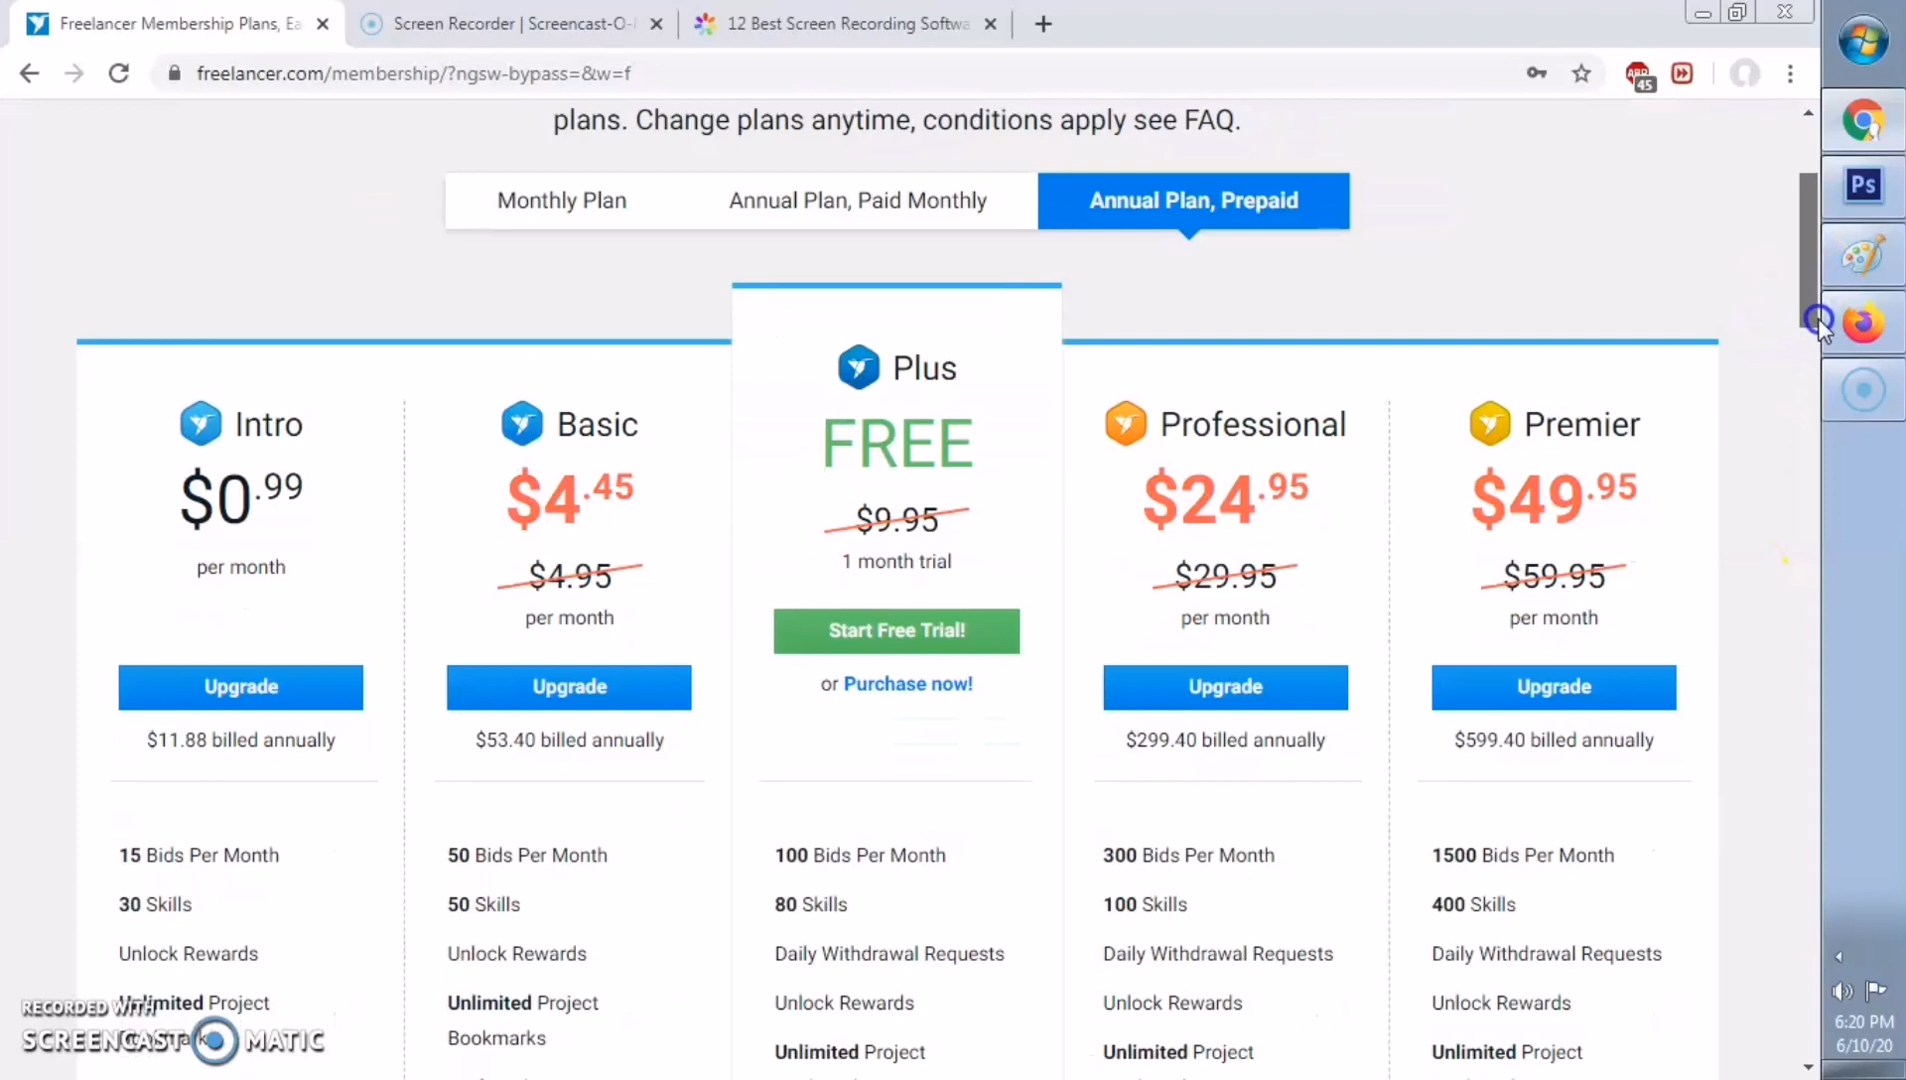 Freelancer Membership Plans, Ea
Screen Recorder | Screencast-O-
12 Best Screen Recording Softwa
freelancer.com/membership/?ngsw-bypass=&w=f
ABP
45
plans. Change plans anytime, conditions apply see FAQ.
Monthly Plan
Annual Plan, Paid Monthly
Annual Plan, Prepaid
Intro
$0.99
per month
Upgrade
$11.88 billed annually
15 Bids Per Month
30 Skills
Unlock Rewards
Unlimited Project
Basic
$4.45
$4.95
per month
Upgrade
$53.40 billed annually
50 Bids Per Month
50 Skills
Unlock Rewards
Unlimited Project
Bookmarks
Plus
FREE
$9.95
1 month trial
Start Free Trial!
or Purchase now!
100 Bids Per Month
80 Skills
Daily Withdrawal Requests
Unlock Rewards
Unlimited Project
Professional
$24.95
$29.95
per month
Upgrade
$299.40 billed annually
300 Bids Per Month
100 Skills
Daily Withdrawal Requests
Unlock Rewards
Unlimited Project
Premier
$49.95
$59.95
per month
Upgrade
$599.40 billed annually
1500 Bids Per Month
400 Skills
Daily Withdrawal Requests
Unlock Rewards
Unlimited Project
Ps
6:20 PM
6/10/20
RECORDED WITH
SCREENCAST MATIC